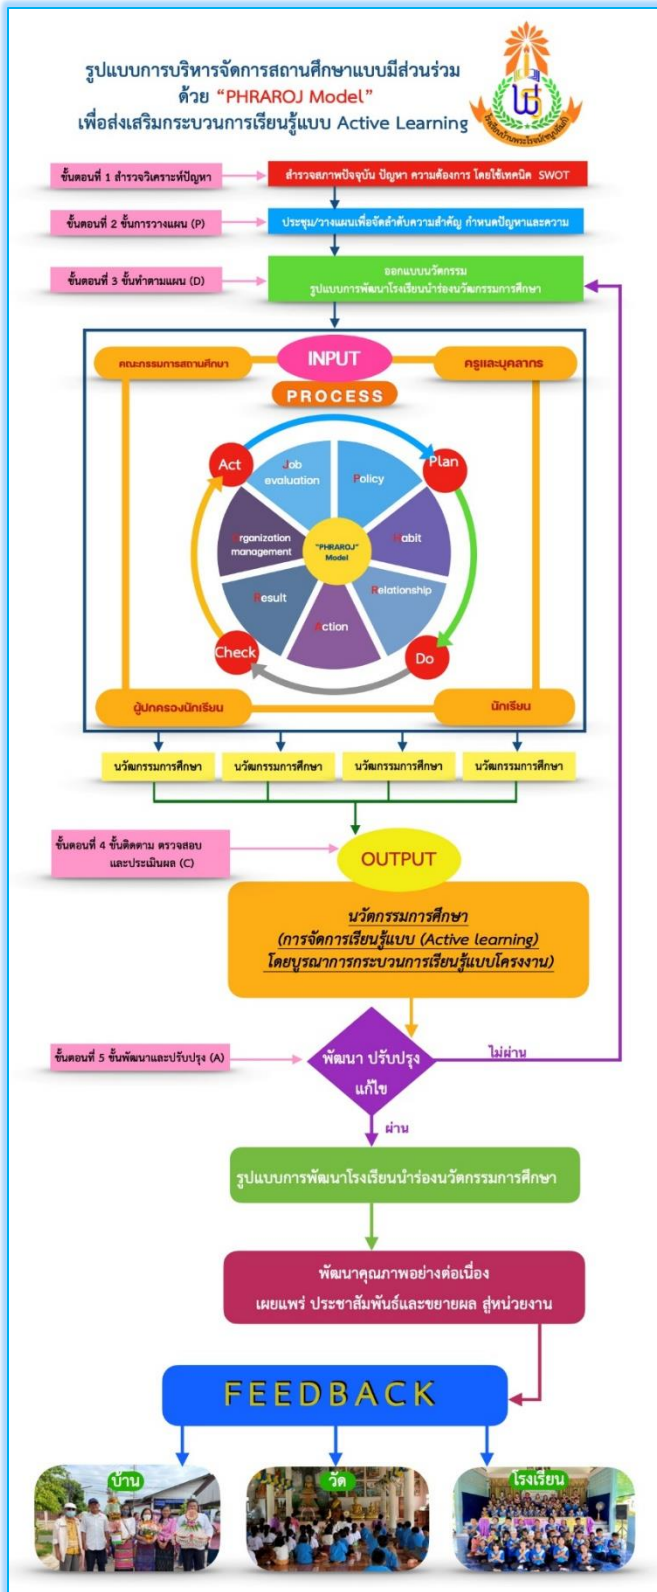 รูปแบบการบริหารจัดการสถานศึกษาแบบมีส่วนร่วม
ด้วย “PHRAROJ Model”
เพื่อส่งเสริมกระบวนการเรียนรู้แบบ Active Learning
ขั้นตอนที่ 1 สำรวจวิเคราะห์ปัญหา
สำรวจสภาพปัจจุบัน ปัญหา ความต้องการ โดยใช้เทคนิค SWOT
ขั้นตอนที่ 2 ขั้นการวางแผน (P)
ประชุม/วางแผนเพื่อจัดลำดับความสำคัญ กำหนดปัญหาและความ
ขั้นตอนที่ 3 ขั้นทำตามแผน (D)
ออกแบบนวัตกรรม
รูปแบบการพัฒนาโรงเรียนนำร่องนวัฒกรรมการศึกษา
คณะกรรมการสถานศึกษา
INPUT
ครูและบุคลากร
PROCESS
Act
Job
evaluation
Policy
Plan
Organization
management
"PHRAROJ"
Model
Habit
Result
Action
Relationship
Check
Do
ผู้ปกครองนักเรียน
นักเรียน
นวัฒกรรมการศึกษา
นวัฒกรรมการศึกษา
นวัฒกรรมการศึกษา
นวัฒกรรมการศึกษา
ขั้นตอนที่ 4 ขั้นติดตาม ตรวจสอบ
และประเมินผล (C)
OUTPUT
นวัตกรรมการศึกษา
(การจัดการเรียนรู้แบบ (Active learning)
โดยบูรณาการกระบวนการเรียนรู้แบบโครงงาน)
ขั้นตอนที่ 5 ขั้นพัฒนาและปรับปรุง (A)
พัฒนา ปรับปรุง
แก้ไข
ไม่ผ่าน
ผ่าน
รูปแบบการพัฒนาโรงเรียนนำร่องนวัตกรรมการศึกษา
พัฒนาคุณภาพอย่างต่อเนื่อง
เผยแพร่ ประชาสัมพันธ์และขยายผล สู่หน่วยงาน
FEEDBACK
บ้าน
วัด
โรงเรียน